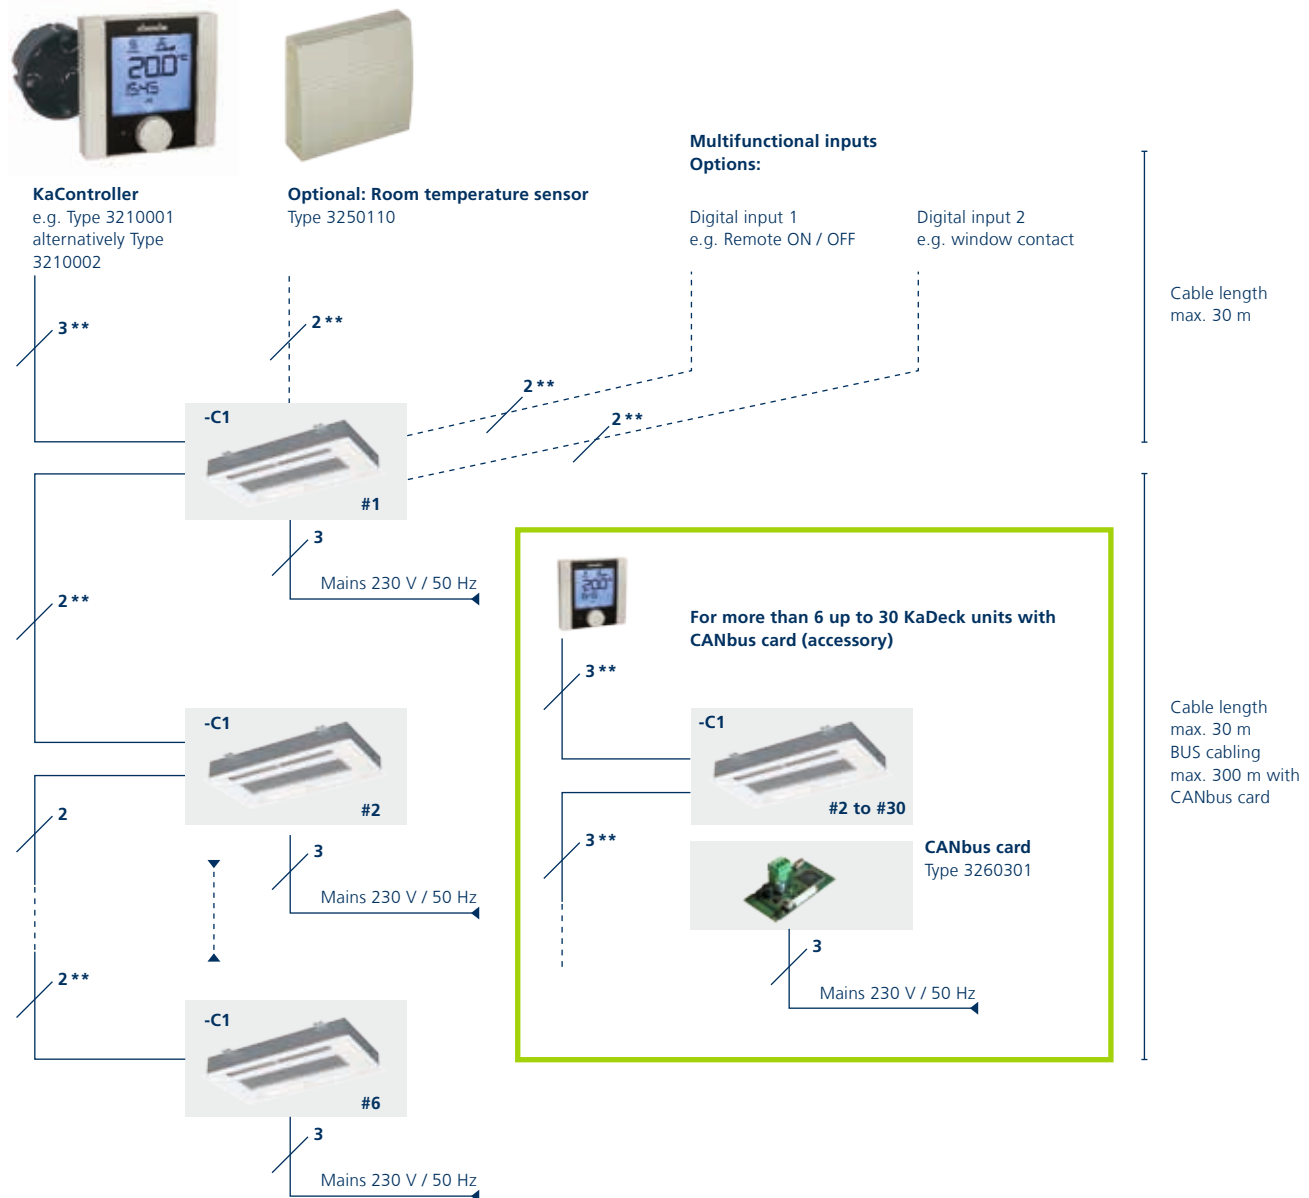 20.0°C
15:45
Multifunctional inputs
Options:
KaController
e.g. Type 3210001
alternatively Type
3210002
Optional: Room temperature sensor
Type 3250110
Digital input 1
e.g. Remote ON / OFF
Digital input 2
e.g. window contact
Cable length
max. 30 m
3**
2**
2**
2**
-C1
#1
3
Mains 230 V / 50 Hz
2**
For more than 6 up to 30 KaDeck units with
CANbus card (accessory)
3**
-C1
#2 to #30
3**
CANbus card
Type 3260301
3
Mains 230 V / 50 Hz
Cable length
max. 30 m
BUS cabling
max. 300 m with
CANbus card
-C1
#2
2
3
Mains 230 V / 50 Hz
2**
-C1
#6
3
Mains 230 V / 50 Hz